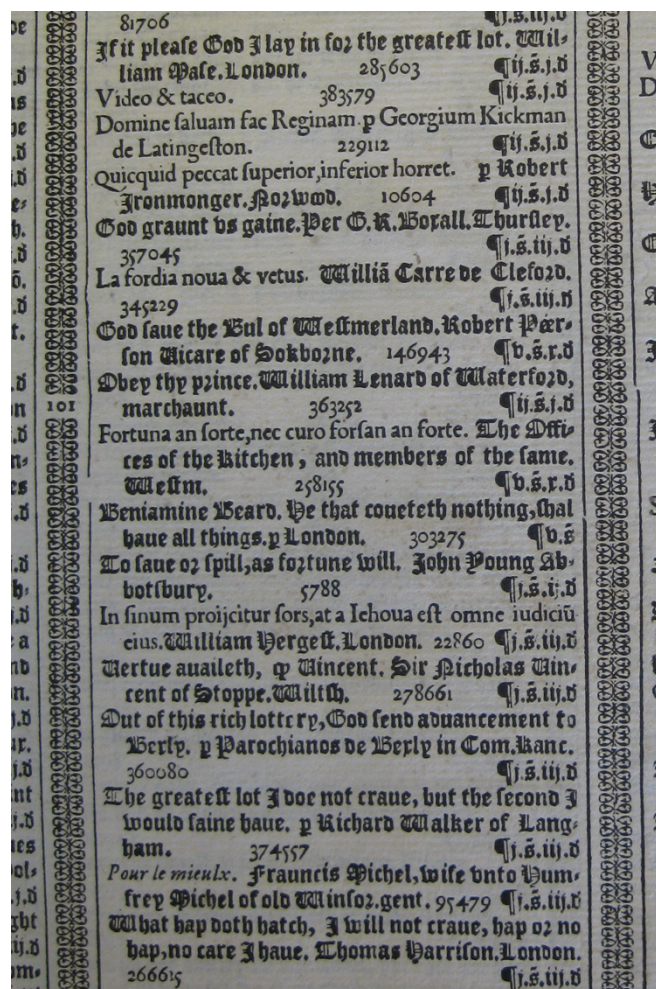 81706 ¶j.s̃.iij.d
If it pleaſe God I lay in for the greateſt lot. Wil-
liam Maſe. London. 285603 ¶ij.s̃.j.d
Video & taceo. 383579 ¶ij.s̃.j.d
Domine ſaluam fac Reginam. ꝑ Georgium Kickman
de Latingeſton. 229112 ¶ij.s̃.j.d
Quicquid peccat ſuperior, inferior horret. ꝑ Robert
Ironmonger. Norwood. 10604 ¶ij.s̃.j.d
God graunt vs gaine. Per G. R. Boxall. Thurſley.
357045 ¶j.s̃.iij.d
La fordia noua & vetus. Williã Carre de Cleford.
345229 ¶j.s̃.iij.d
God ſaue the Bul of Weſtmerland. Robert Peer-
ſon Vicare of Sokborne. 146943 ¶v.s̃.x.d
Obey thy prince. William Lenard of Waterford,
101
marchaunt. 363252 ¶ij.s̃.j.d
Fortuna an ſorte, nec curo forſan an forte. The Offi-
ces of the Kitchen, and members of the ſame.
Weſtm. 258155 ¶v.s̃.x.d
Beniamine Beard. He that coueteth nothing, ſhal
haue all things. ꝑ London. 303275 ¶v.s̃
To ſaue or ſpill, as fortune will. John Young Ab-
botſbury. 5788 ¶j.s̃.ij.d
In ſinum proijcitur ſors, at a Iehoua eſt omne iudiciũ
eius. William Hergeſt. London. 22860 ¶j.s̃.iij.d
Vertue auaileth, ꝙ Vincent. Sir Nicholas Vin-
cent of Stoppe. Wiltſh. 278661 ¶j.s̃.iij.d
Out of this rich lottery, God ſend aduancement to
Bexly. ꝑ Parochianos de Bexly in Com. Kanc.
360080 ¶j.s̃.iij.d
The greateſt lot I doe not craue, but the ſecond I
would faine haue. ꝑ Richard Walker of Lang-
ham. 374557 ¶j.s̃.iij.d
Pour le mieulx. Frauncis Michel, wife vnto Hum-
frey Michel of old Winſor. gent. 95479 ¶j.s̃.iij.d
What hap doth hatch, I will not craue, hap or no
hap, no care I haue. Thomas Harriſon. London.
266615 ¶j.s̃.iij.d